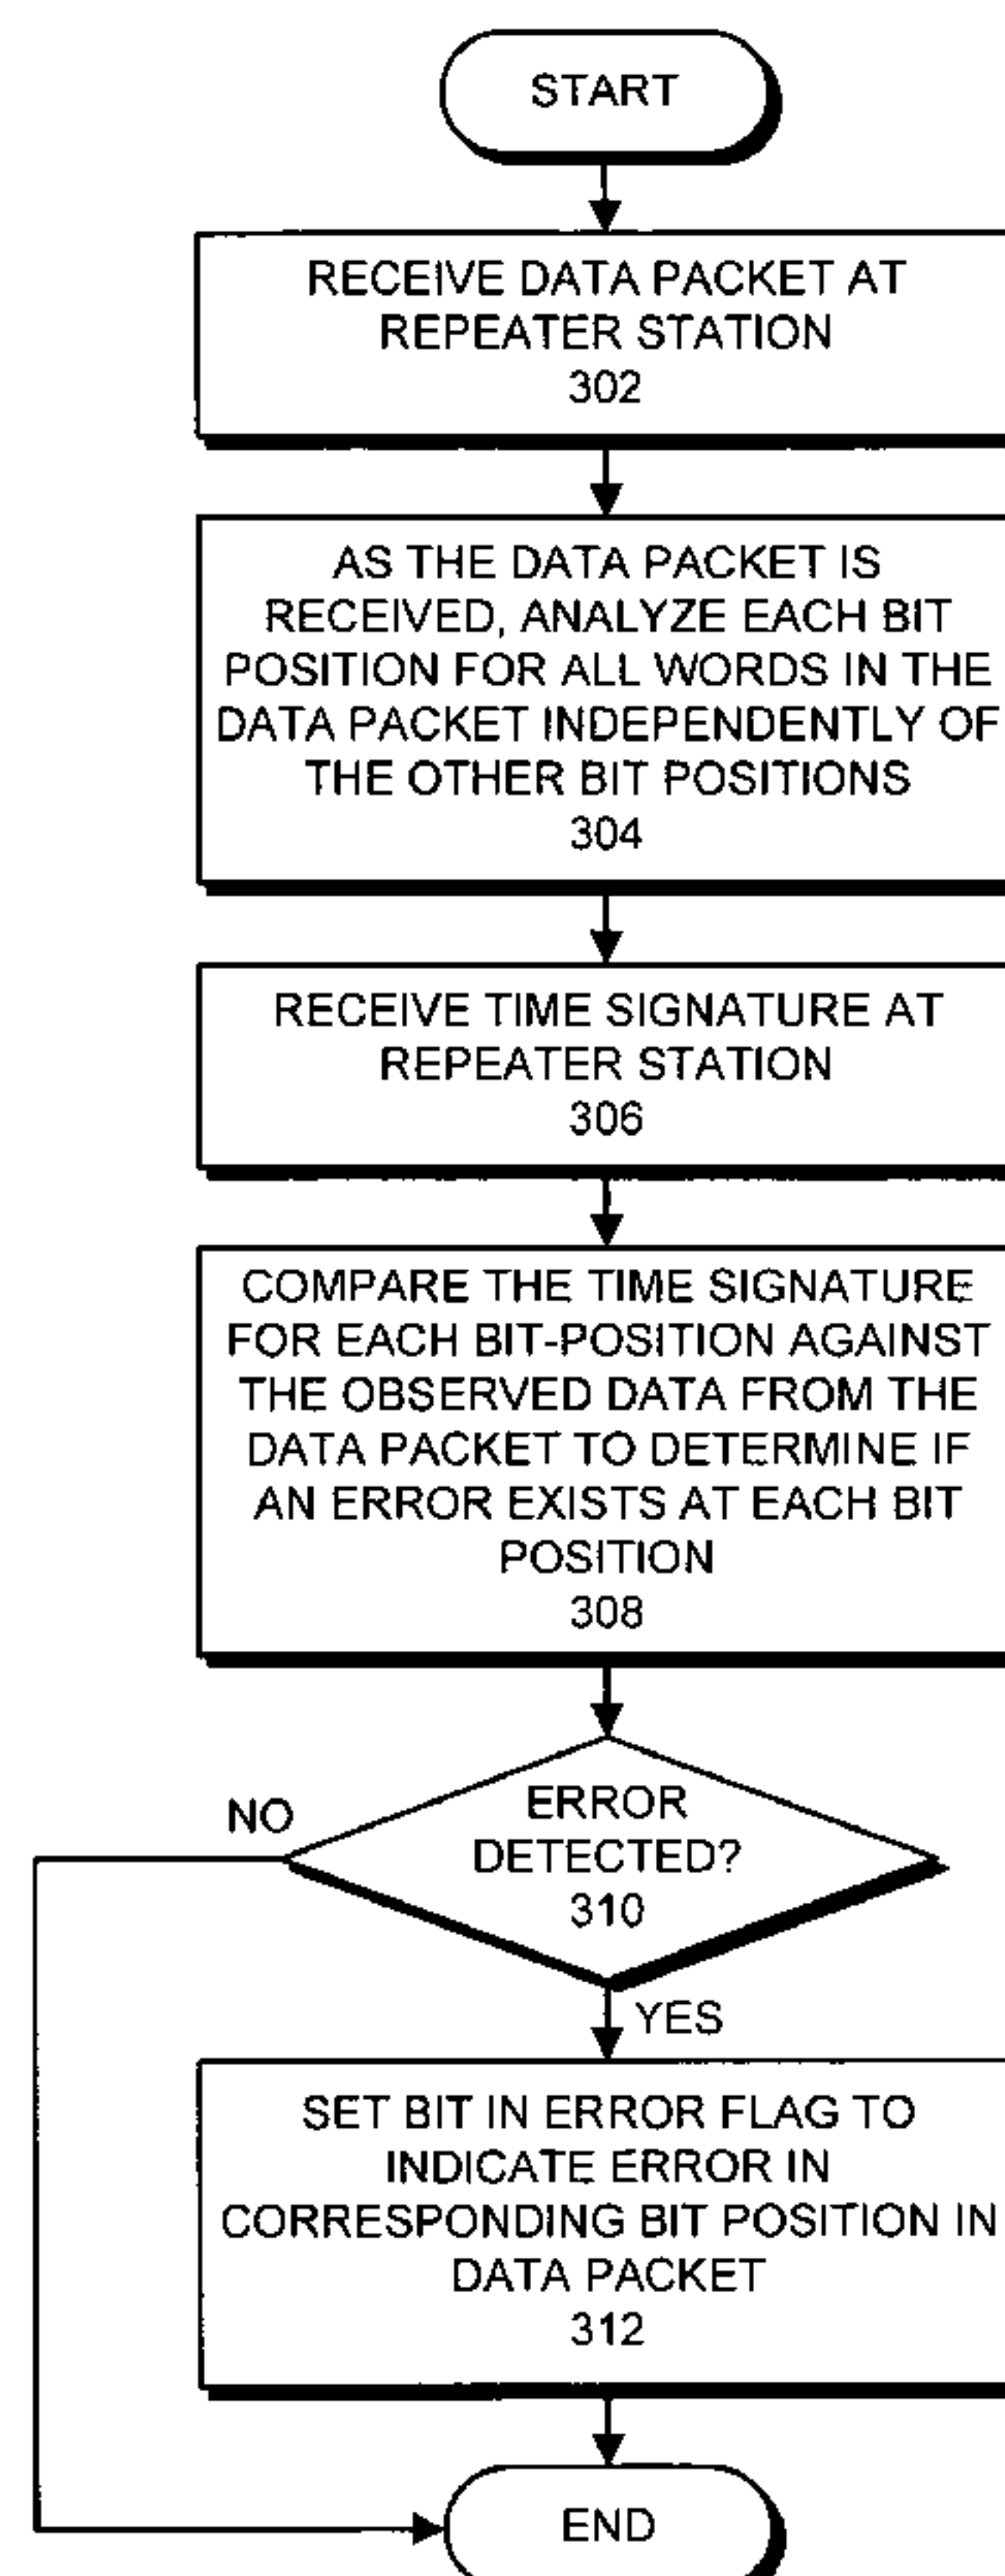 START
RECEIVE DATA PACKET AT
REPEATER STATION
302
AS THE DATA PACKET IS
RECEIVED, ANALYZE EACH BIT
POSITION FOR ALL WORDS IN THE
DATA PACKET INDEPENDENTLY OF
THE OTHER BIT POSITIONS
304
RECEIVE TIME SIGNATURE AT
REPEATER STATION
306
COMPARE THE TIME SIGNATURE
FOR EACH BIT-POSITION AGAINST
THE OBSERVED DATA FROM THE
DATA PACKET TO DETERMINE IF
AN ERROR EXISTS AT EACH BIT
POSITION
308
NO
ERROR
DETECTED?
310
YES
SET BIT IN ERROR FLAG TO
INDICATE ERROR IN
CORRESPONDING BIT POSITION IN
DATA PACKET
312
END